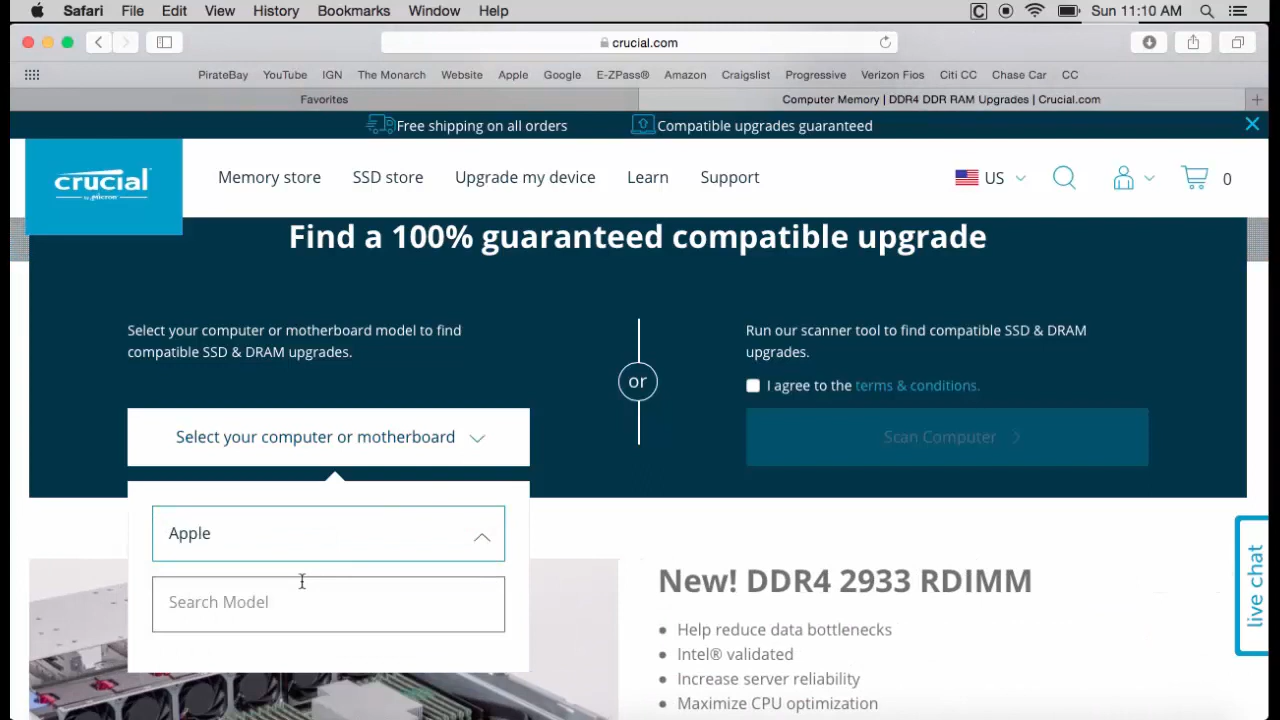 Safari File Edit View History Bookmarks Window Help C Sun 11:10 AM
crucial.com
PirateBay YouTube IGN The Monarch Website Apple Google E-ZPass® Amazon Craigslist Progressive Verizon Fios Citi CC Chase Car CC
Favorites Computer Memory | DDR4 DDR RAM Upgrades | Crucial.com
Free shipping on all orders Compatible upgrades guaranteed
crucial
by Micron
Memory store SSD store Upgrade my device Learn Support US 0
Find a 100% guaranteed compatible upgrade
Select your computer or motherboard model to find
compatible SSD & DRAM upgrades.
Select your computer or motherboard
Apple
Search Model
or
Run our scanner tool to find compatible SSD & DRAM
upgrades.
I agree to the terms & conditions.
Scan Computer
New! DDR4 2933 RDIMM
Help reduce data bottlenecks
Intel® validated
Increase server reliability
Maximize CPU optimization
live chat